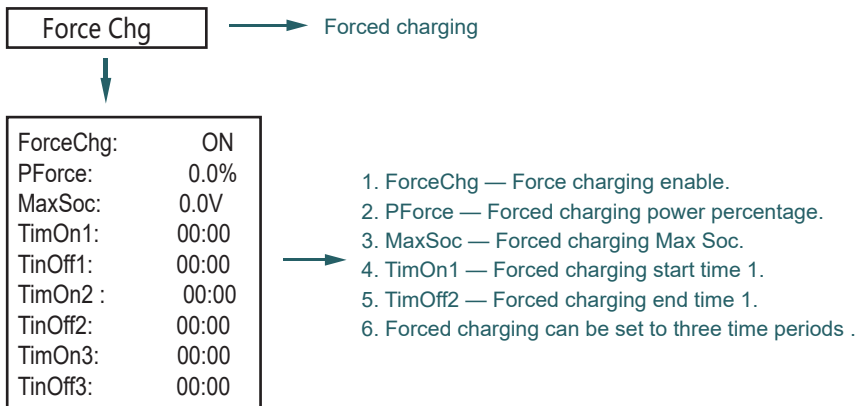 Force Chg
Forced charging
ForceChg: ON
PForce: 0.0%
MaxSoc: 0.0V
TimOn1: 00:00
TinOff1: 00:00
TimOn2 : 00:00
TinOff2: 00:00
TimOn3: 00:00
TinOff3: 00:00
1. ForceChg — Force charging enable.
2. PForce — Forced charging power percentage.
3. MaxSoc — Forced charging Max Soc.
4. TimOn1 — Forced charging start time 1.
5. TimOff2 — Forced charging end time 1.
6. Forced charging can be set to three time periods .